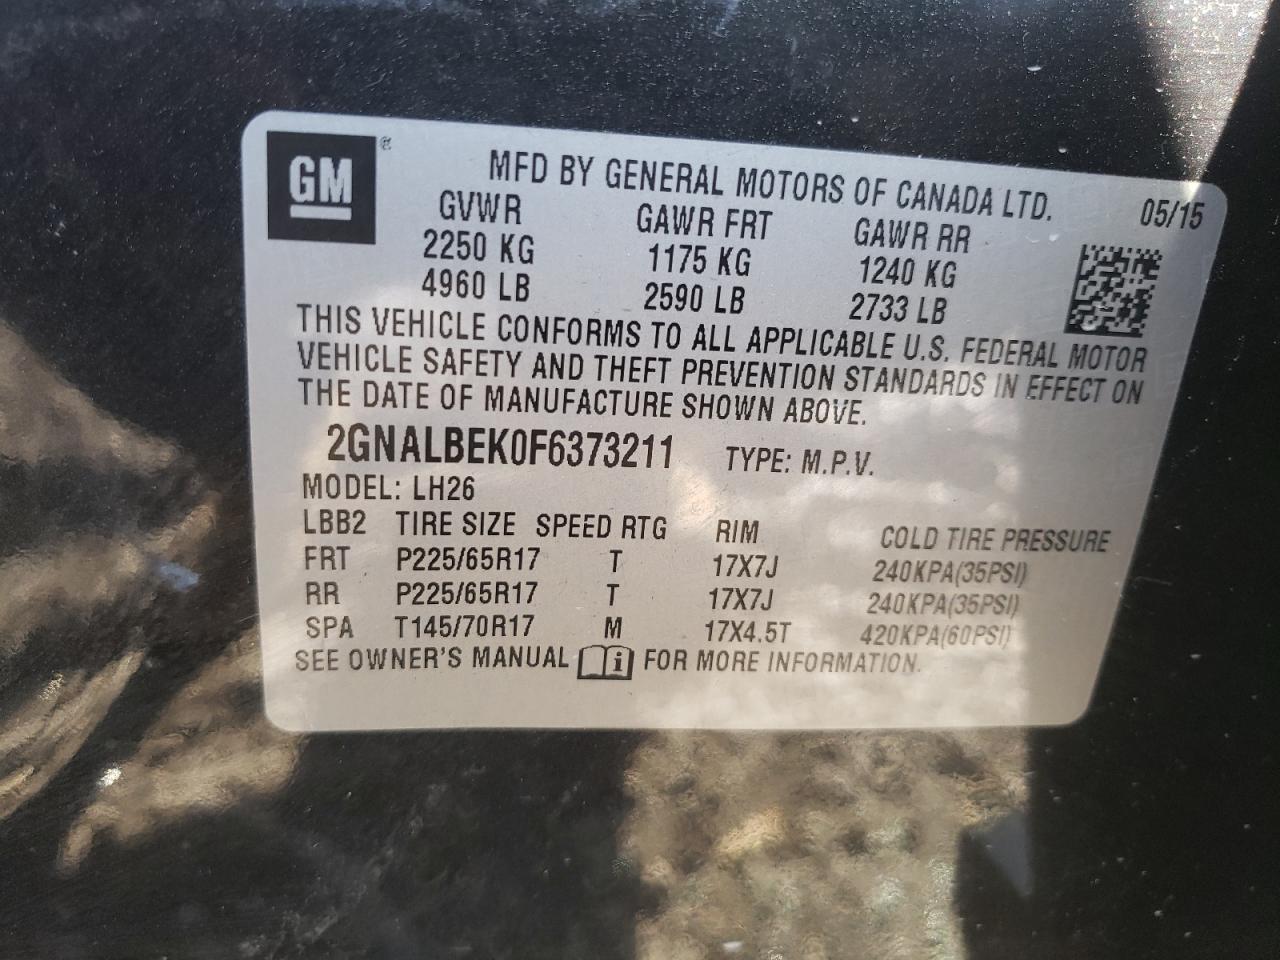 GM ®
MFD BY GENERAL MOTORS OF CANADA LTD. 05/15
GVWR GAWR FRT GAWR RR
2250 KG 1175 KG 1240 KG
4960 LB 2590 LB 2733 LB
THIS VEHICLE CONFORMS TO ALL APPLICABLE U.S. FEDERAL MOTOR
VEHICLE SAFETY AND THEFT PREVENTION STANDARDS IN EFFECT ON
THE DATE OF MANUFACTURE SHOWN ABOVE.
2GNALBEK0F6373211 TYPE: M.P.V.
MODEL: LH26
LBB2 TIRE SIZE SPEED RTG RIM COLD TIRE PRESSURE
FRT P225/65R17 T 17X7J 240KPA(35PSI)
RR P225/65R17 T 17X7J 240KPA(35PSI)
SPA T145/70R17 M 17X4.5T 420KPA(60PSI)
SEE OWNER'S MANUAL i FOR MORE INFORMATION.